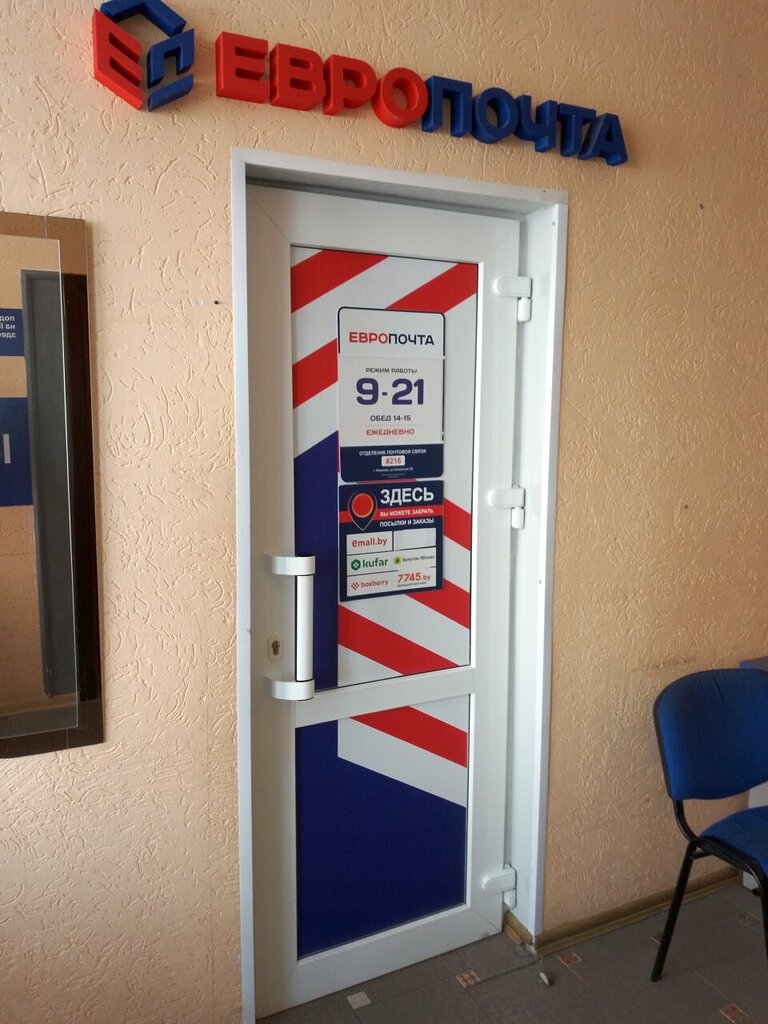 ЕП ЕВРОПОЧТА
ЕВРОПОЧТА
РЕЖИМ РАБОТЫ
9-21
ОБЕД 14-15
ЕЖЕДНЕВНО
ОТДЕЛЕНИЕ ПОЧТОВОЙ СВЯЗИ
#216
ЗДЕСЬ
ВЫ МОЖЕТЕ ЗАБРАТЬ
ПОСЫЛКИ И ЗАКАЗЫ
emall.by
kufar
Золотое Яблоко
boxberry
7745.by